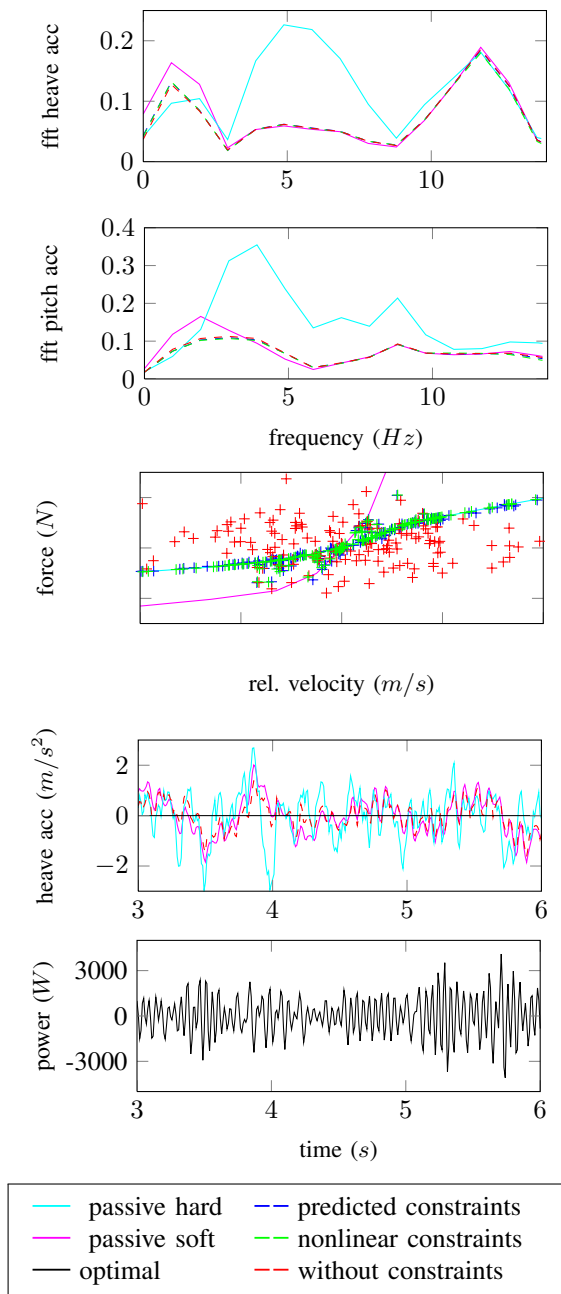 fft heave acc
0.2
0.1
0
0
5
10
fft pitch acc
0.4
0.3
0.2
0.1
0
0
5
10
frequency (Hz)
force (N)
rel. velocity (m/s)
heave acc (m/s²)
2
0
−2
3
4
5
6
power (W)
3000
0
-3000
3
4
5
6
time (s)
passive hard
predicted constraints
passive soft
nonlinear constraints
optimal
without constraints